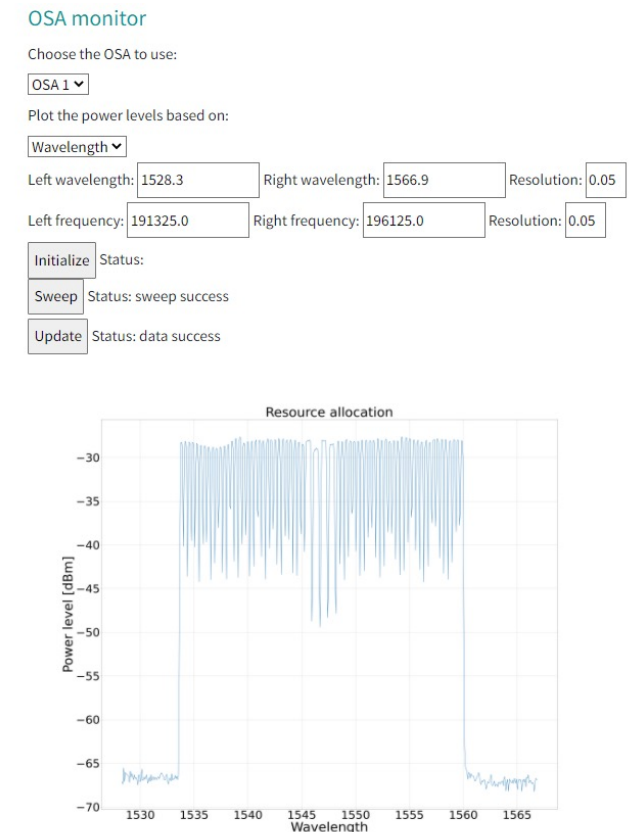 OSA monitor
Choose the OSA to use:
OSA 1
Plot the power levels based on:
Wavelength
Left wavelength: 1528.3 Right wavelength: 1566.9 Resolution: 0.05
Left frequency: 191325.0 Right frequency: 196125.0 Resolution: 0.05
Initialize Status:
Sweep Status: sweep success
Update Status: data success
Resource allocation
Power level [dBm]
−30
−35
−40
−45
−50
−55
−60
−65
−70
1530 1535 1540 1545 1550 1555 1560 1565
Wavelength